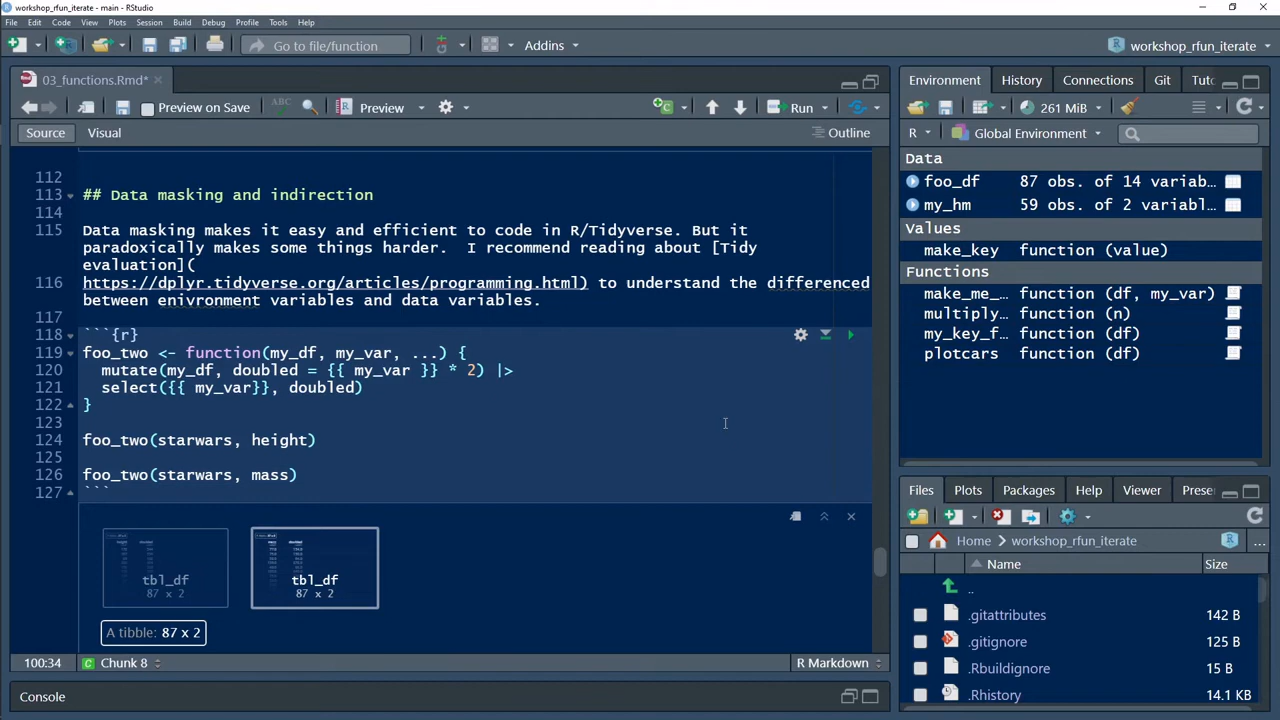 workshop_rfun_iterate - main - RStudio
File Edit Code View Plots Session Build Debug Profile Tools Help
Go to file/function Addins workshop_rfun_iterate
03_functions.Rmd*
Preview on Save ABC Preview Run
Source Visual Outline
112
113 ## Data masking and indirection
114
115 Data masking makes it easy and efficient to code in R/Tidyverse. But it
paradoxically makes some things harder.  I recommend reading about [Tidy
evaluation](
116 https://dplyr.tidyverse.org/articles/programming.html) to understand the differenced
between enivronment variables and data variables.
117
118 ```{r}
119 foo_two <- function(my_df, my_var, ...) {
120   mutate(my_df, doubled = {{ my_var }} * 2) |>
121   select({{ my_var}}, doubled)
122 }
123
124 foo_two(starwars, height)
125
126 foo_two(starwars, mass)
127 ```
tbl_df
87 x 2
tbl_df
87 x 2
A tibble: 87 x 2
100:34 Chunk 8 R Markdown
Console
Environment History Connections Git Tuto
261 MiB
R Global Environment
Data
foo_df 87 obs. of 14 variab…
my_hm 59 obs. of 2 variabl…
Values
make_key function (value)
Functions
make_me_… function (df, my_var)
multiply… function (n)
my_key_f… function (df)
plotcars function (df)
Files Plots Packages Help Viewer Prese
Home workshop_rfun_iterate ...
Name Size
..
.gitattributes 142 B
.gitignore 125 B
.Rbuildignore 15 B
.Rhistory 14.1 KB